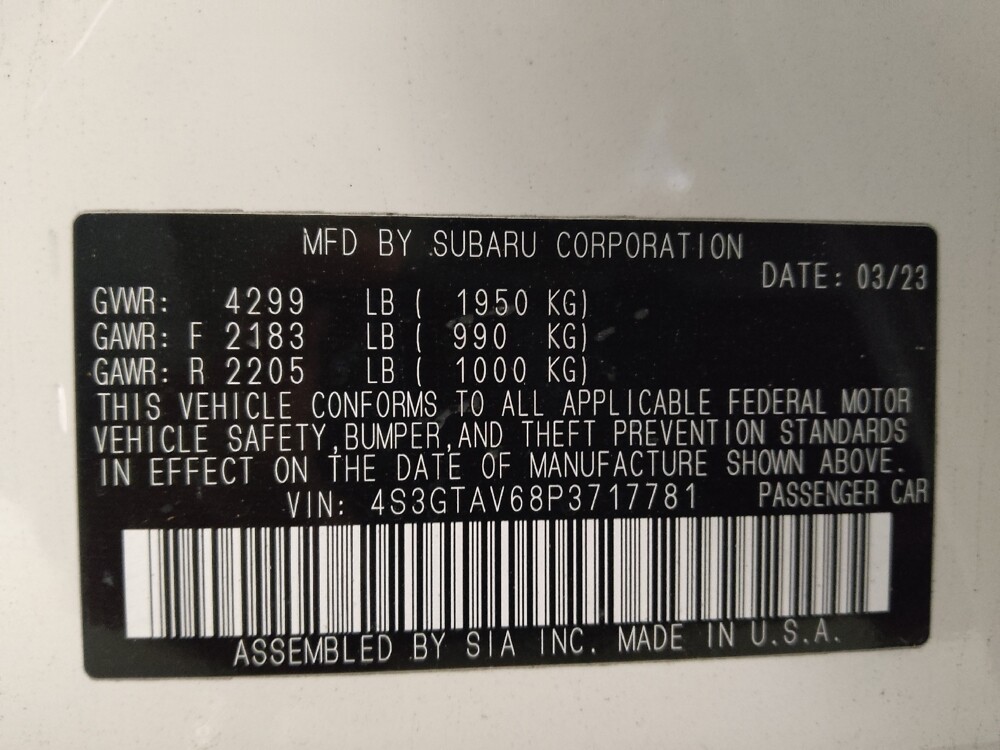 MFD BY SUBARU CORPORATION
DATE: 03/23
GVWR: 4299 LB ( 1950 KG)
GAWR: F 2183 LB ( 990 KG)
GAWR: R 2205 LB ( 1000 KG)
THIS VEHICLE CONFORMS TO ALL APPLICABLE FEDERAL MOTOR
VEHICLE SAFETY,BUMPER,AND THEFT PREVENTION STANDARDS
IN EFFECT ON THE DATE OF MANUFACTURE SHOWN ABOVE.
VIN: 4S3GTAV68P3717781 PASSENGER CAR
ASSEMBLED BY SIA INC. MADE IN U.S.A.